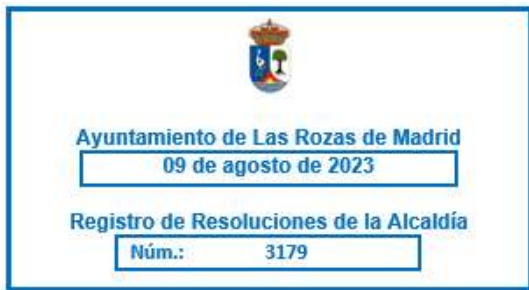 Ayuntamiento de Las Rozas de Madrid
09 de agosto de 2023
Registro de Resoluciones de la Alcaldía
Núm.: 3179